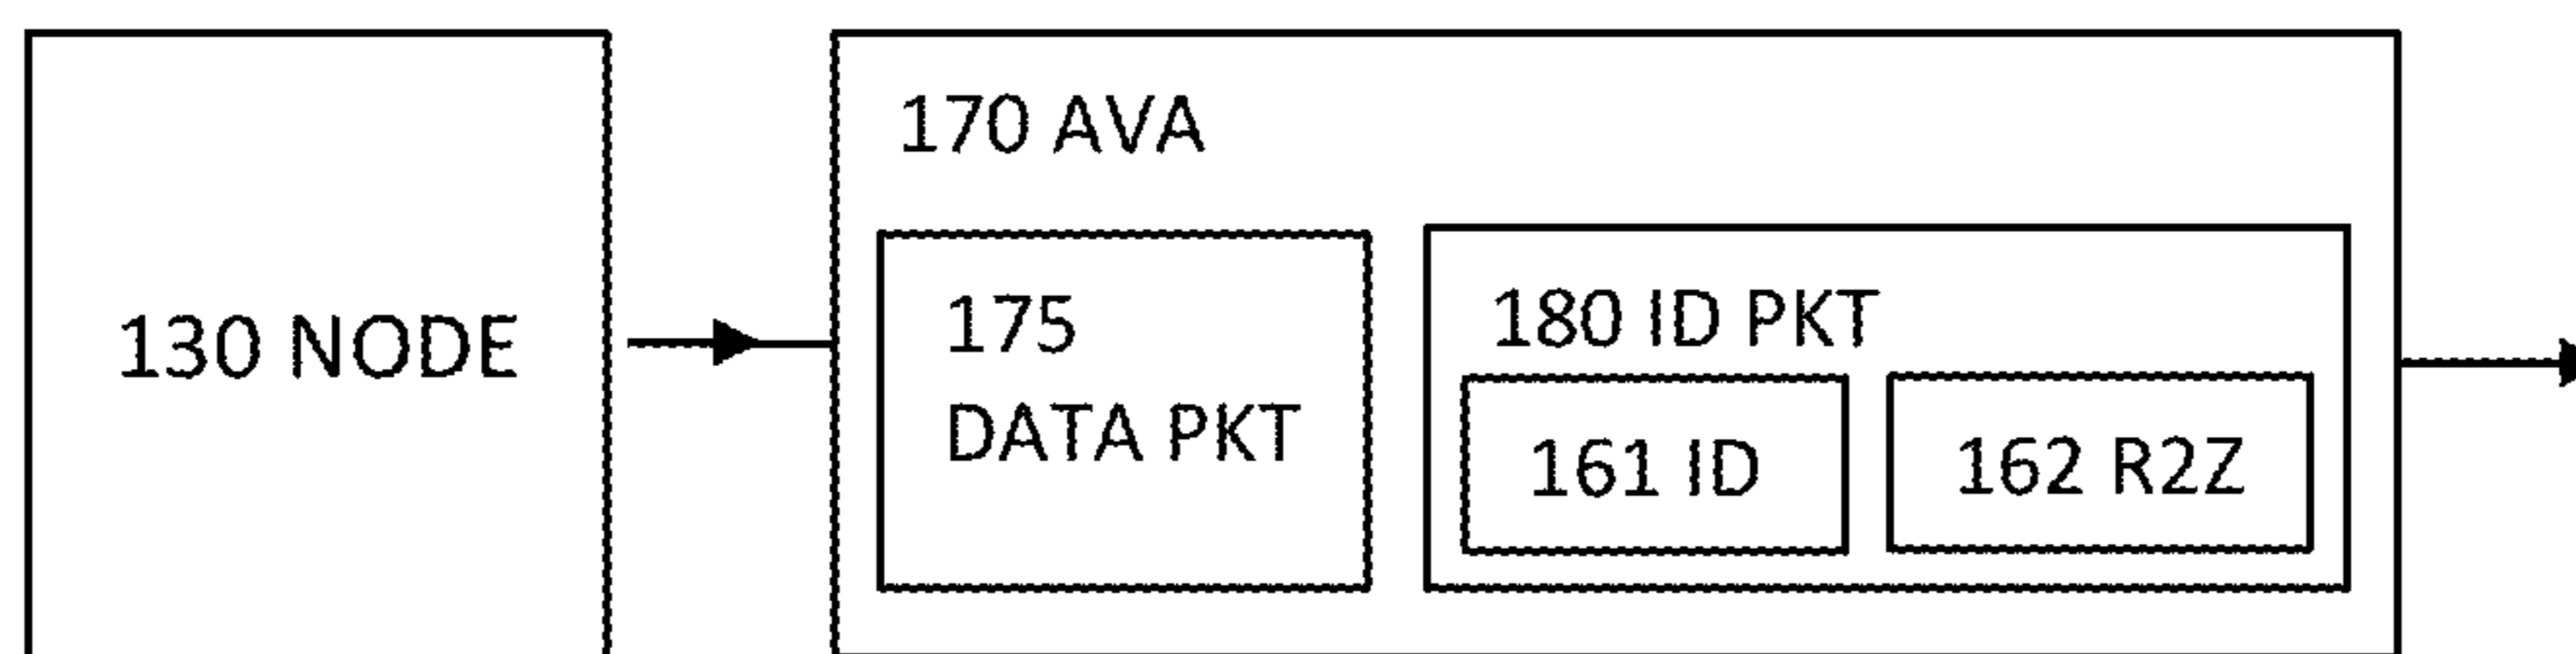 130 NODE
170 AVA
175
DATA PKT
180 ID PKT
161 ID
162 R2Z